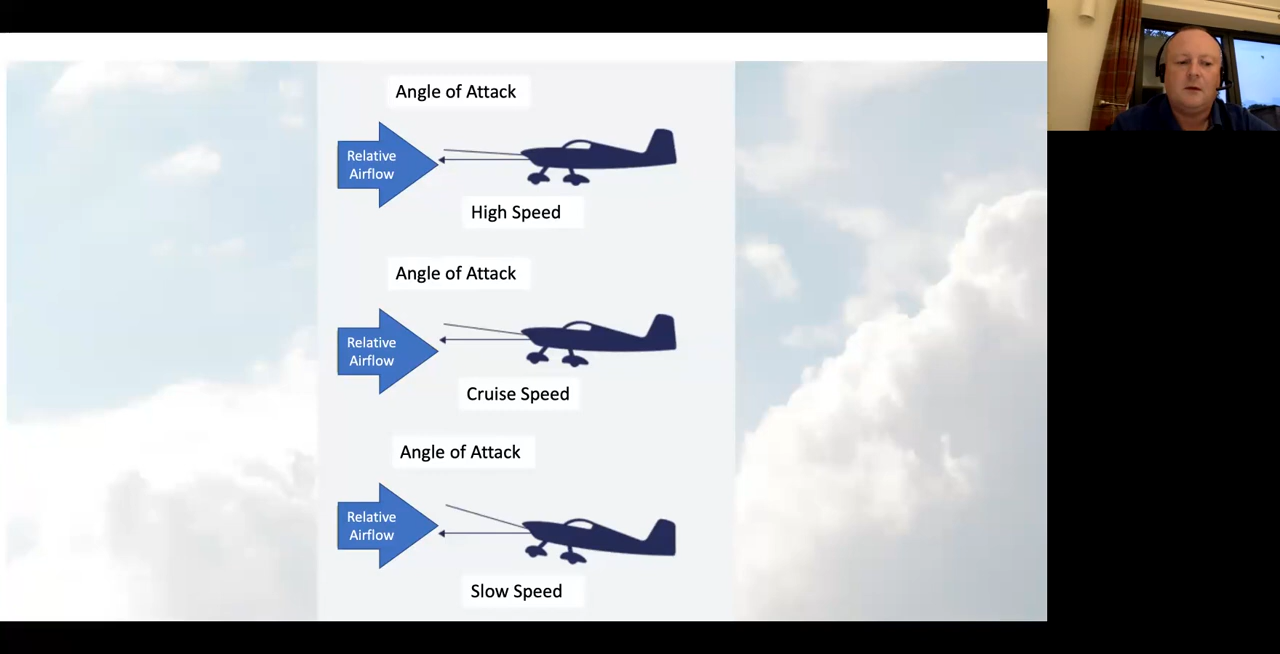 Angle of Attack
Relative
Airflow
High Speed
Angle of Attack
Relative
Airflow
Cruise Speed
Angle of Attack
Relative
Airflow
Slow Speed